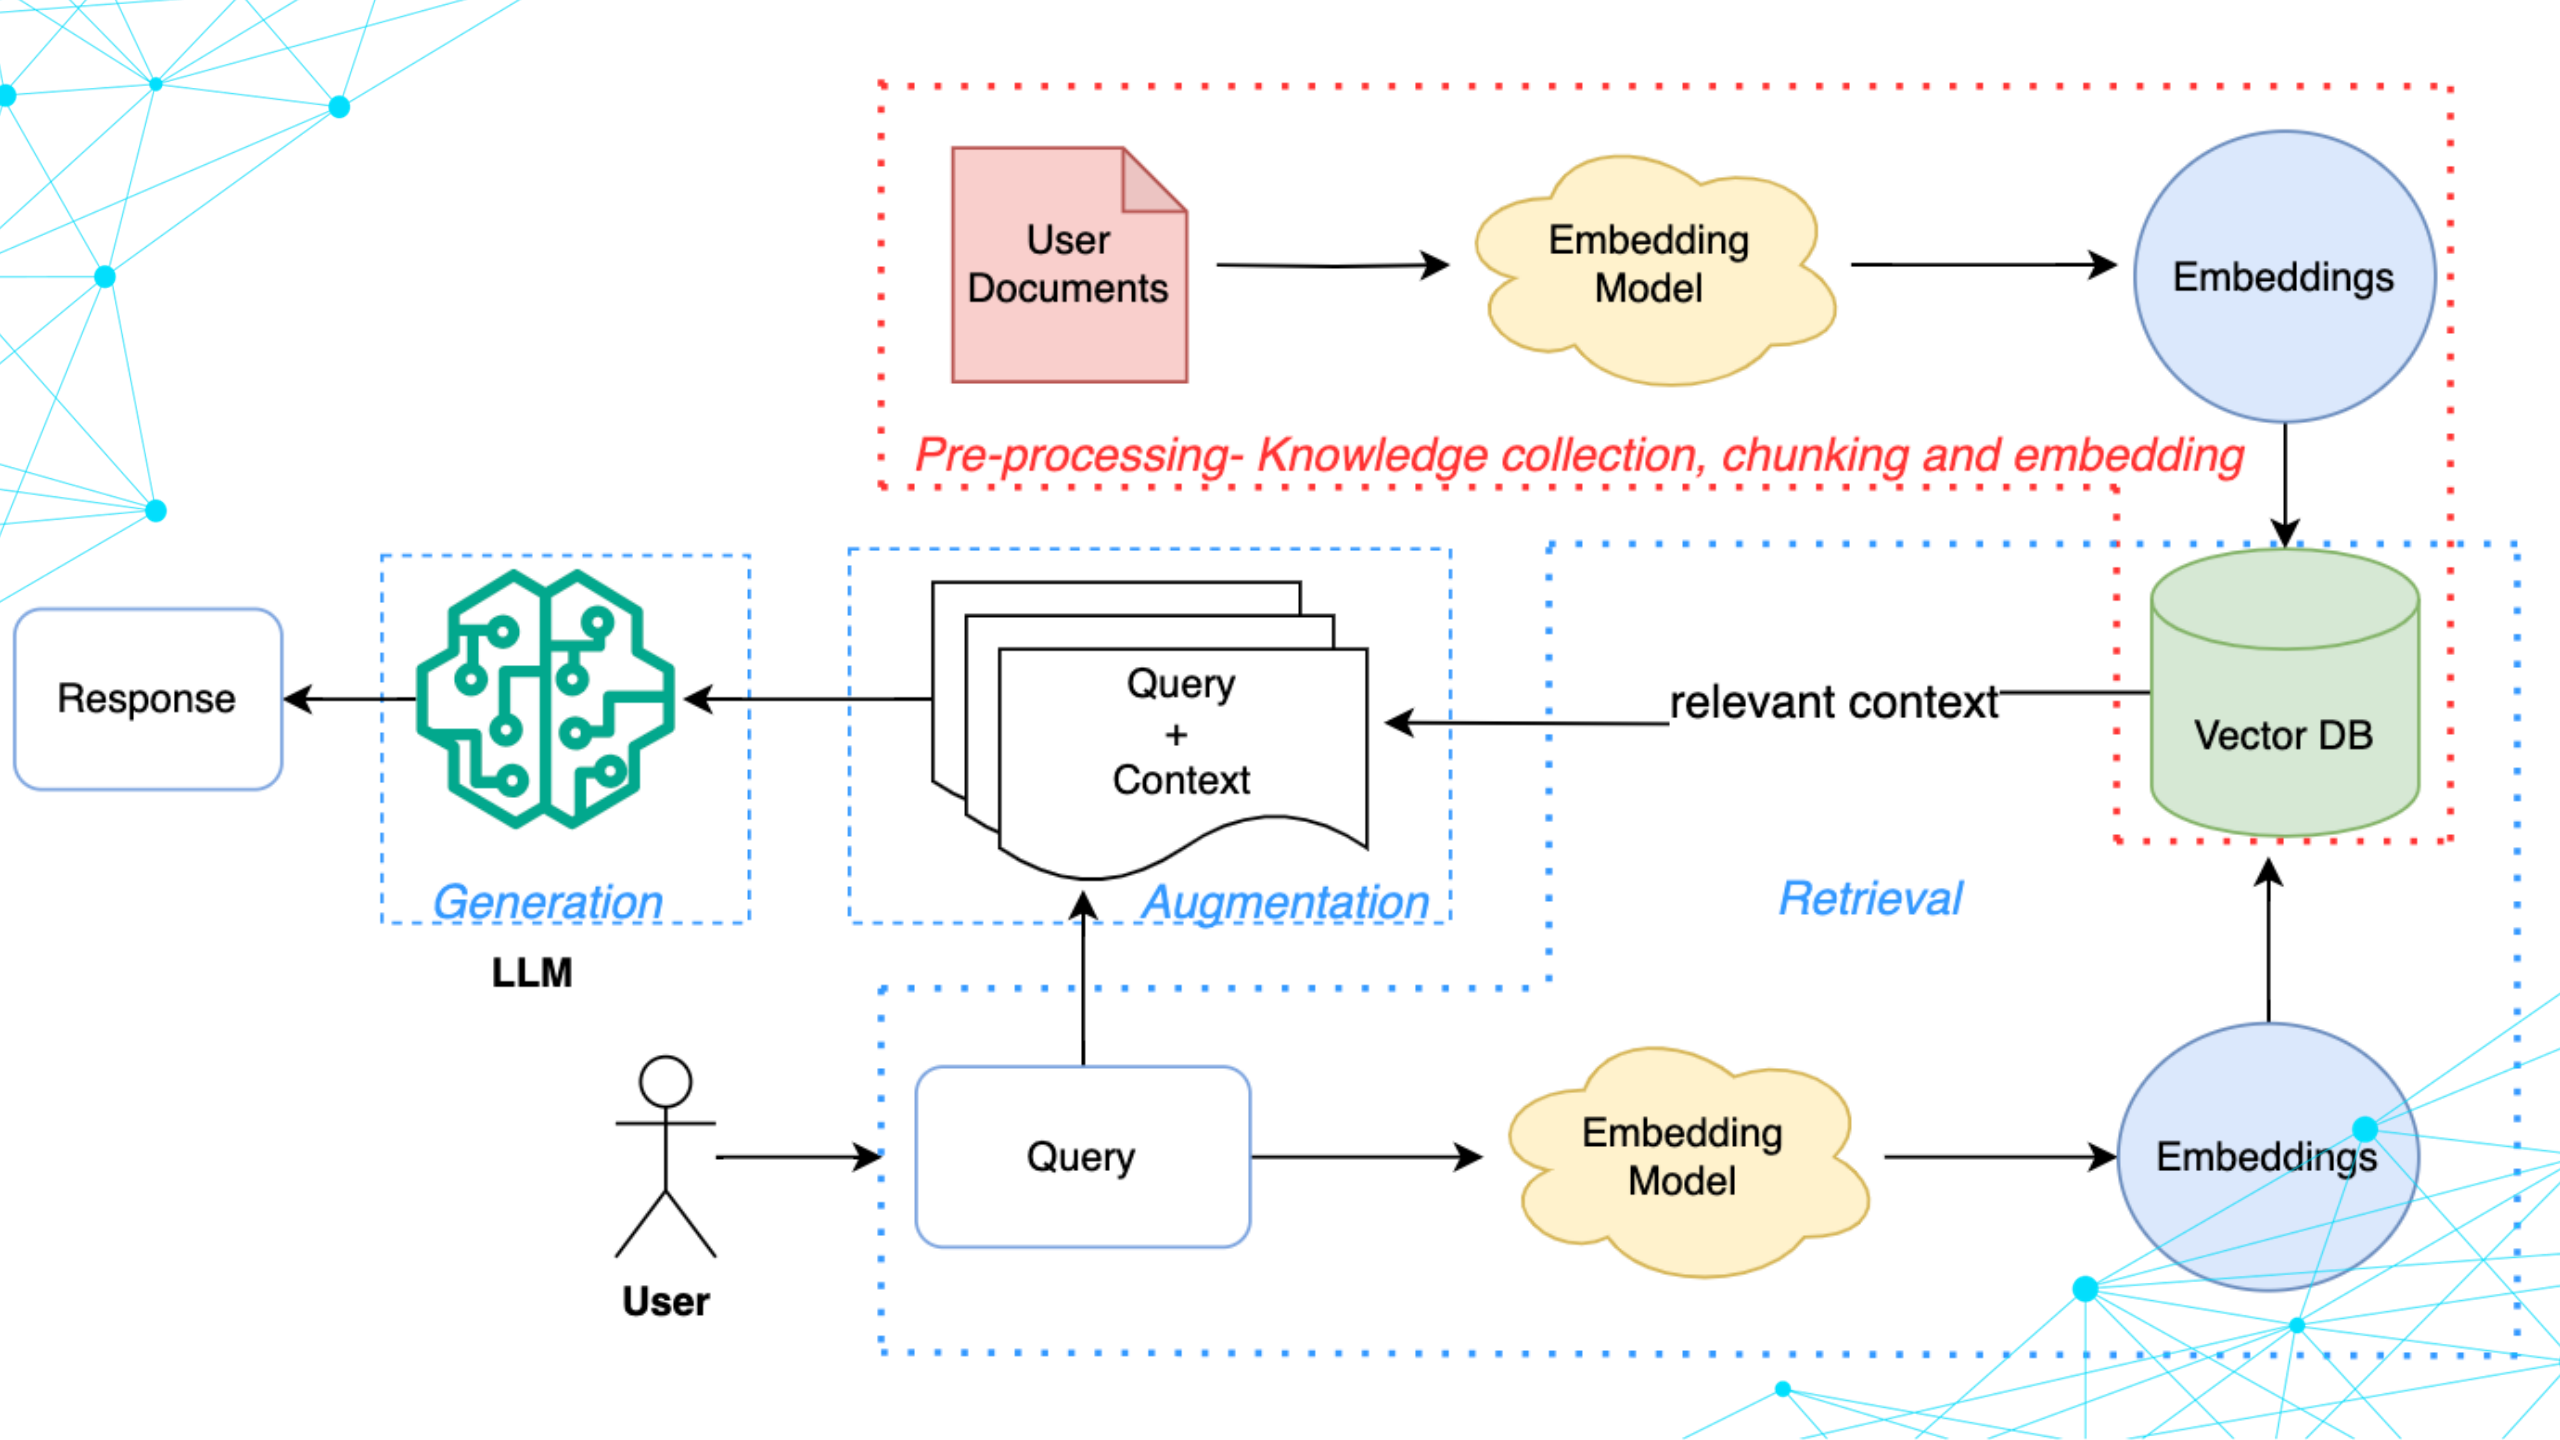 User
Documents
Embedding
Model
Embeddings
Pre-processing- Knowledge collection, chunking and embedding
Response
Generation
LLM
Query
+
Context
Augmentation
relevant context
Vector DB
Retrieval
User
Query
Embedding
Model
Embeddings